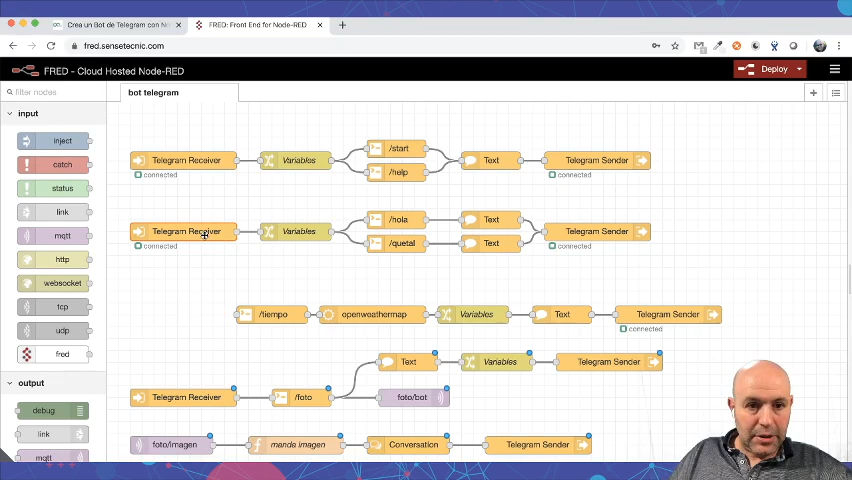 Crea un Bot de Telegram con No
FRED: Front End for Node-RED
fred.sensetecnic.com
FRED - Cloud Hosted Node-RED
Deploy
filter nodes
bot telegram
input
inject
catch
status
link
mqtt
http
websocket
tcp
udp
fred
output
debug
link
mqtt
Telegram Receiver
Variables
/start
/help
Text
Telegram Sender
connected
connected
Telegram Receiver
Variables
/hola
/quetal
Text
Text
Telegram Sender
connected
connected
/tiempo
openweathermap
Variables
Text
Telegram Sender
connected
Text
Variables
Telegram Sender
Telegram Receiver
/foto
foto/bot
foto/imagen
manda imagen
Conversation
Telegram Sender